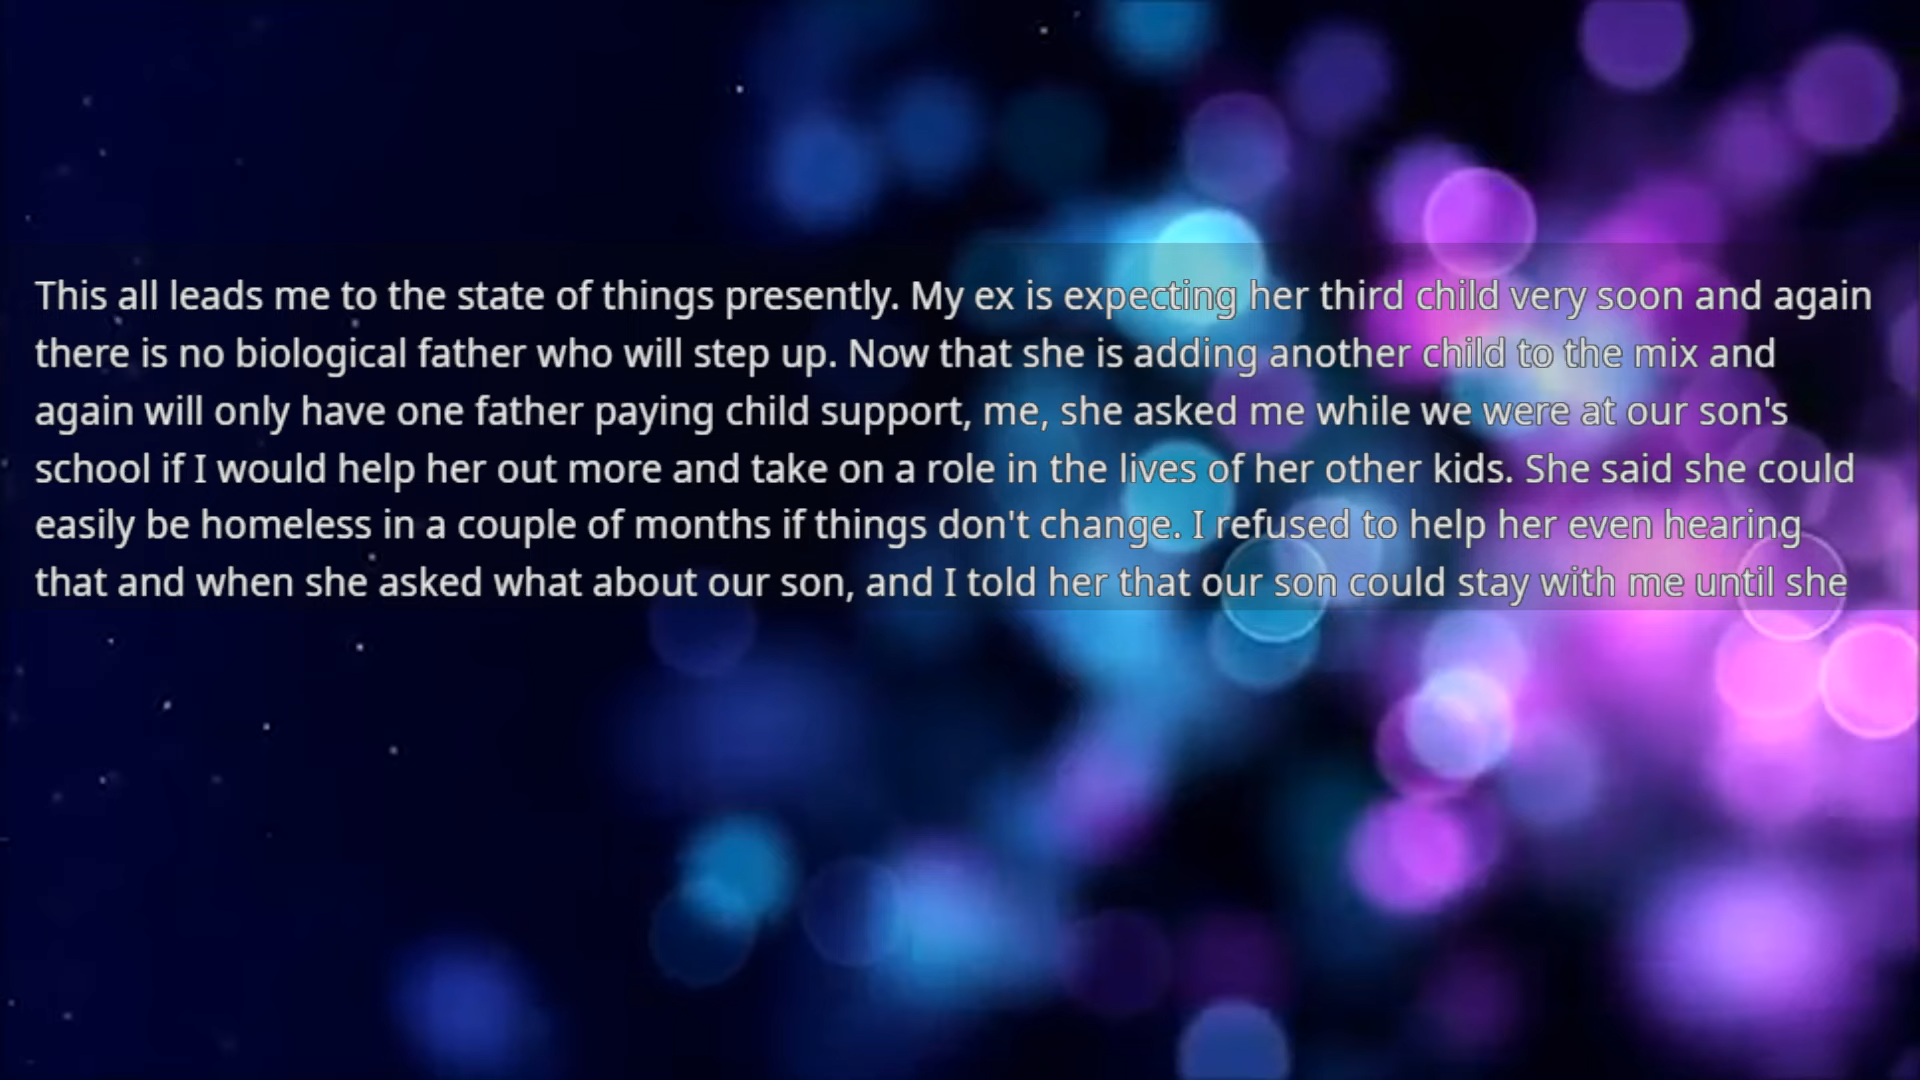 This all leads me to the state of things presently. My ex is expecting her third child very soon and again
there is no biological father who will step up. Now that she is adding another child to the mix and
again will only have one father paying child support, me, she asked me while we were at our son's
school if I would help her out more and take on a role in the lives of her other kids. She said she could
easily be homeless in a couple of months if things don't change. I refused to help her even hearing
that and when she asked what about our son, and I told her that our son could stay with me until she